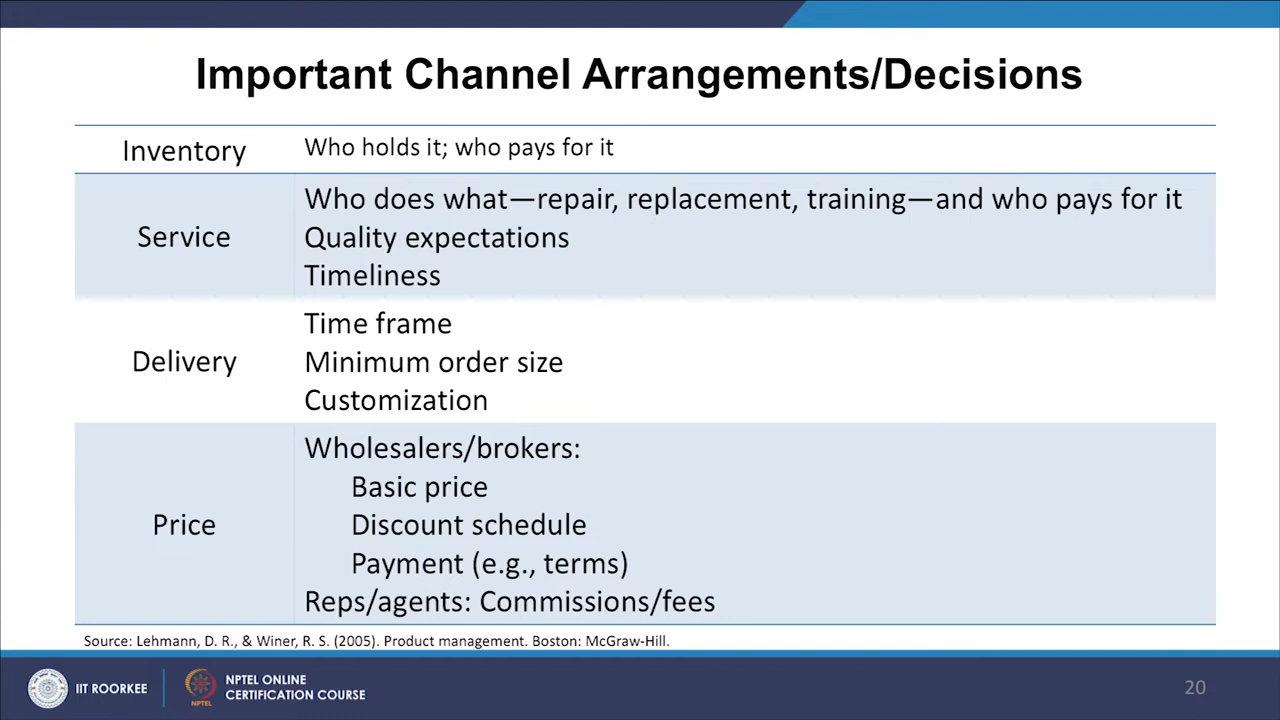 Important Channel Arrangements/Decisions
Inventory
Who holds it; who pays for it
Service
Who does what—repair, replacement, training—and who pays for it
Quality expectations
Timeliness
Delivery
Time frame
Minimum order size
Customization
Price
Wholesalers/brokers:
Basic price
Discount schedule
Payment (e.g., terms)
Reps/agents: Commissions/fees
Source: Lehmann, D. R., & Winer, R. S. (2005). Product management. Boston: McGraw-Hill.
IIT ROORKEE
NPTEL
NPTEL ONLINE
CERTIFICATION COURSE
20